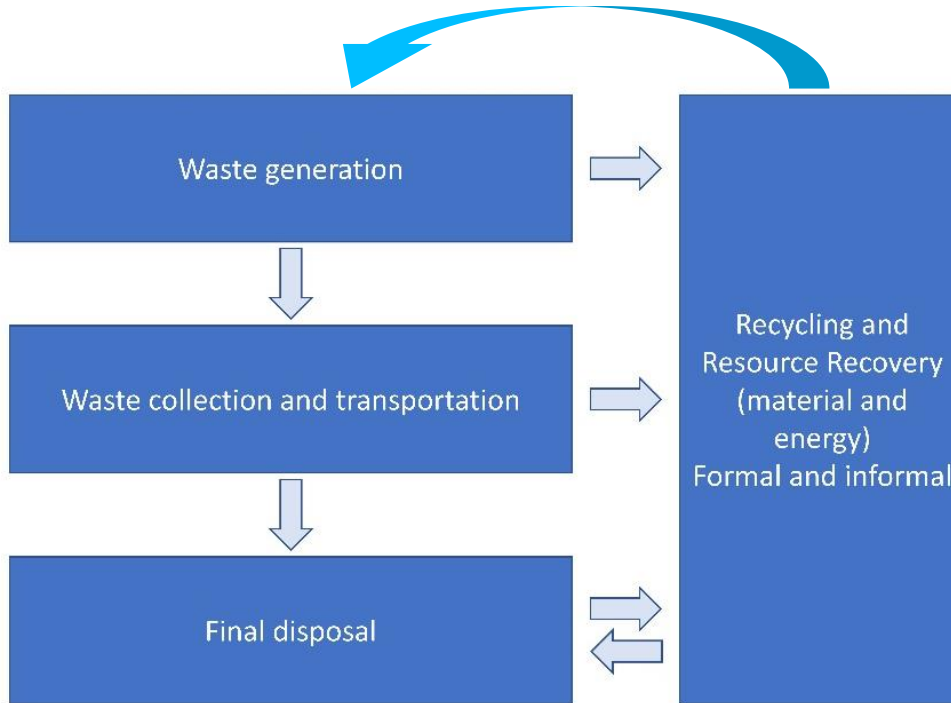 Waste generation
Waste collection and transportation
Final disposal
Recycling and
Resource Recovery
(material and
energy)
Formal and informal